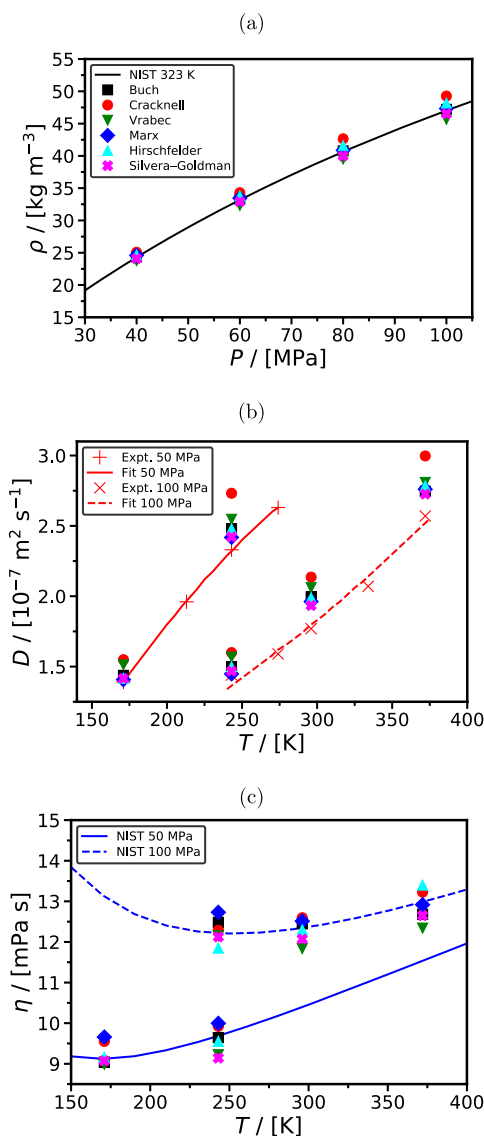 (a)
55
50
45
40
35
30
25
20
15
ρ / [kg m⁻³]
NIST 323 K
Buch
Cracknell
Vrabec
Marx
Hirschfelder
Silvera–Goldman
30 40 50 60 70 80 90 100
P / [MPa]
(b)
3.0
2.5
2.0
1.5
D / [10⁻⁷ m² s⁻¹]
Expt. 50 MPa
Fit 50 MPa
Expt. 100 MPa
Fit 100 MPa
150 200 250 300 350 400
T / [K]
(c)
15
14
13
12
11
10
9
η / [mPa s]
NIST 50 MPa
NIST 100 MPa
150 200 250 300 350 400
T / [K]